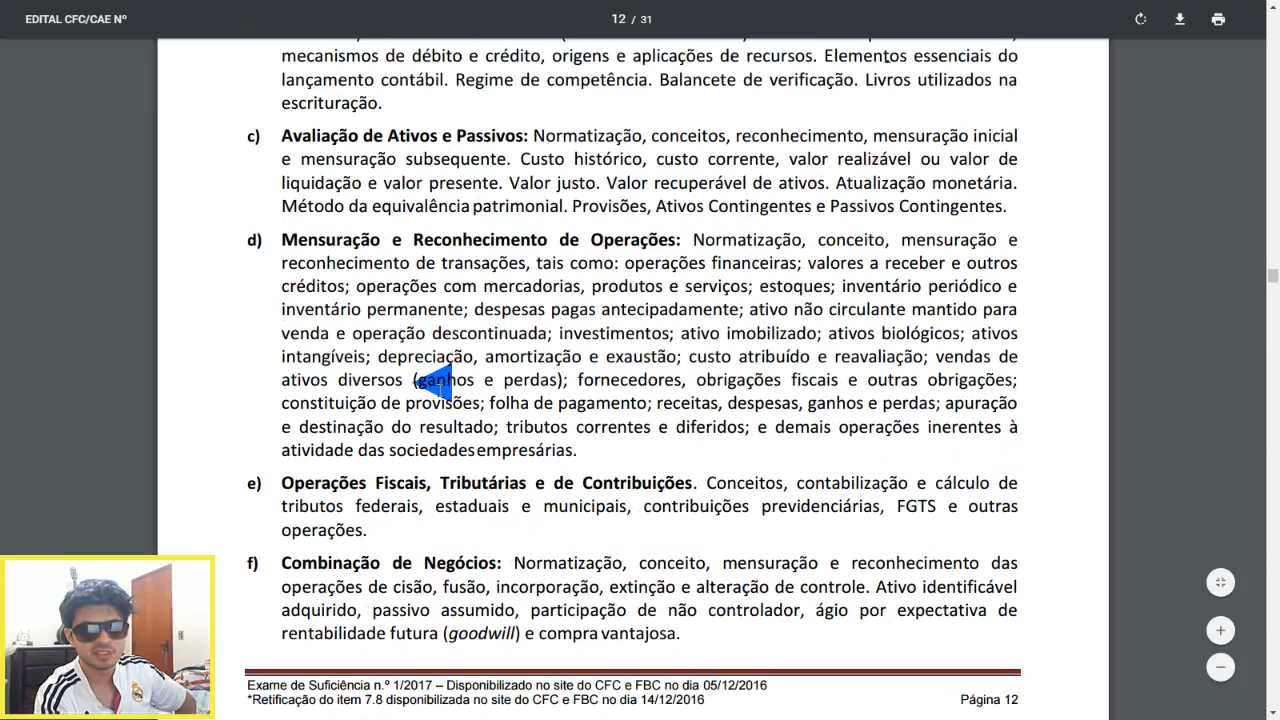 EDITAL CFC/CAE Nº
12 / 31
mecanismos de débito e crédito, origens e aplicações de recursos. Elementos essenciais do
lançamento contábil. Regime de competência. Balancete de verificação. Livros utilizados na
escrituração.
c) Avaliação de Ativos e Passivos: Normatização, conceitos, reconhecimento, mensuração inicial
e mensuração subsequente. Custo histórico, custo corrente, valor realizável ou valor de
liquidação e valor presente. Valor justo. Valor recuperável de ativos. Atualização monetária.
Método da equivalência patrimonial. Provisões, Ativos Contingentes e Passivos Contingentes.
d) Mensuração e Reconhecimento de Operações: Normatização, conceito, mensuração e
reconhecimento de transações, tais como: operações financeiras; valores a receber e outros
créditos; operações com mercadorias, produtos e serviços; estoques; inventário periódico e
inventário permanente; despesas pagas antecipadamente; ativo não circulante mantido para
venda e operação descontinuada; investimentos; ativo imobilizado; ativos biológicos; ativos
intangíveis; depreciação, amortização e exaustão; custo atribuído e reavaliação; vendas de
ativos diversos (ganhos e perdas); fornecedores, obrigações fiscais e outras obrigações;
constituição de provisões; folha de pagamento; receitas, despesas, ganhos e perdas; apuração
e destinação do resultado; tributos correntes e diferidos; e demais operações inerentes à
atividade das sociedades empresárias.
e) Operações Fiscais, Tributárias e de Contribuições. Conceitos, contabilização e cálculo de
tributos federais, estaduais e municipais, contribuições previdenciárias, FGTS e outras
operações.
f) Combinação de Negócios: Normatização, conceito, mensuração e reconhecimento das
operações de cisão, fusão, incorporação, extinção e alteração de controle. Ativo identificável
adquirido, passivo assumido, participação de não controlador, ágio por expectativa de
rentabilidade futura (goodwill) e compra vantajosa.
Exame de Suficiência n.º 1/2017 – Disponibilizado no site do CFC e FBC no dia 05/12/2016
*Retificação do item 7.8 disponibilizada no site do CFC e FBC no dia 14/12/2016
Página 12